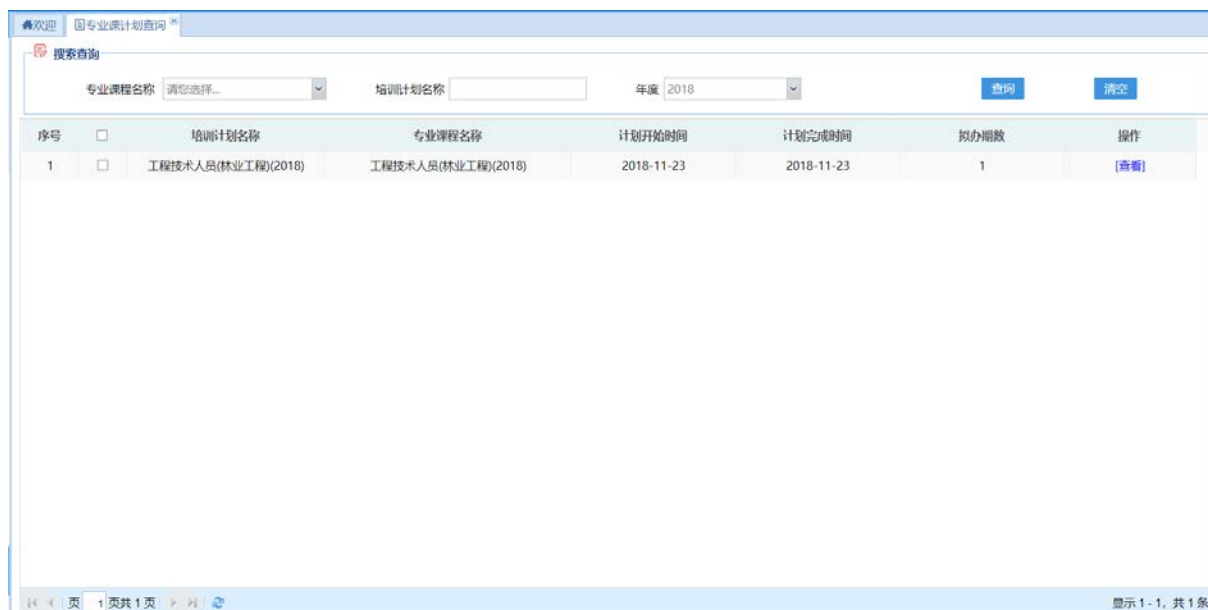 欢迎 专业课计划查询
搜索查询
专业课程名称 请您选择... 培训计划名称 年度 2018 查询 清空
序号 培训计划名称 专业课程名称 计划开始时间 计划完成时间 拟办期数 操作
1 工程技术人员(林业工程)(2018) 工程技术人员(林业工程)(2018) 2018-11-23 2018-11-23 1 [查看]
页 1 页共 1 页 显示 1 - 1, 共 1 条